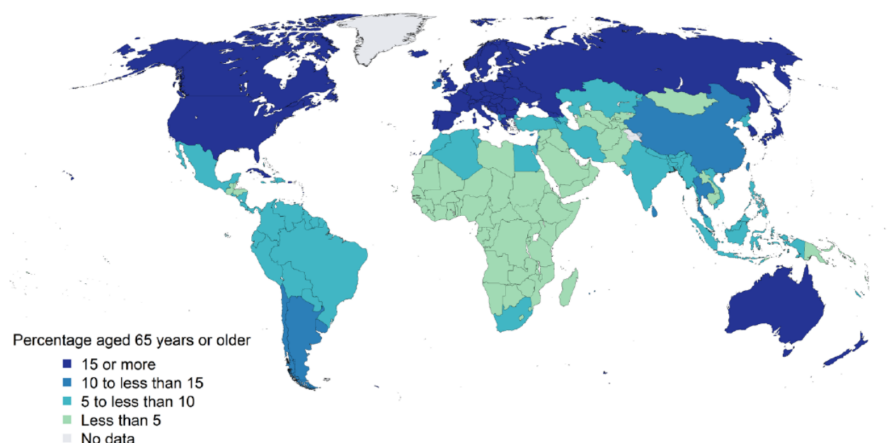 Percentage aged 65 years or older
15 or more
10 to less than 15
5 to less than 10
Less than 5
No data